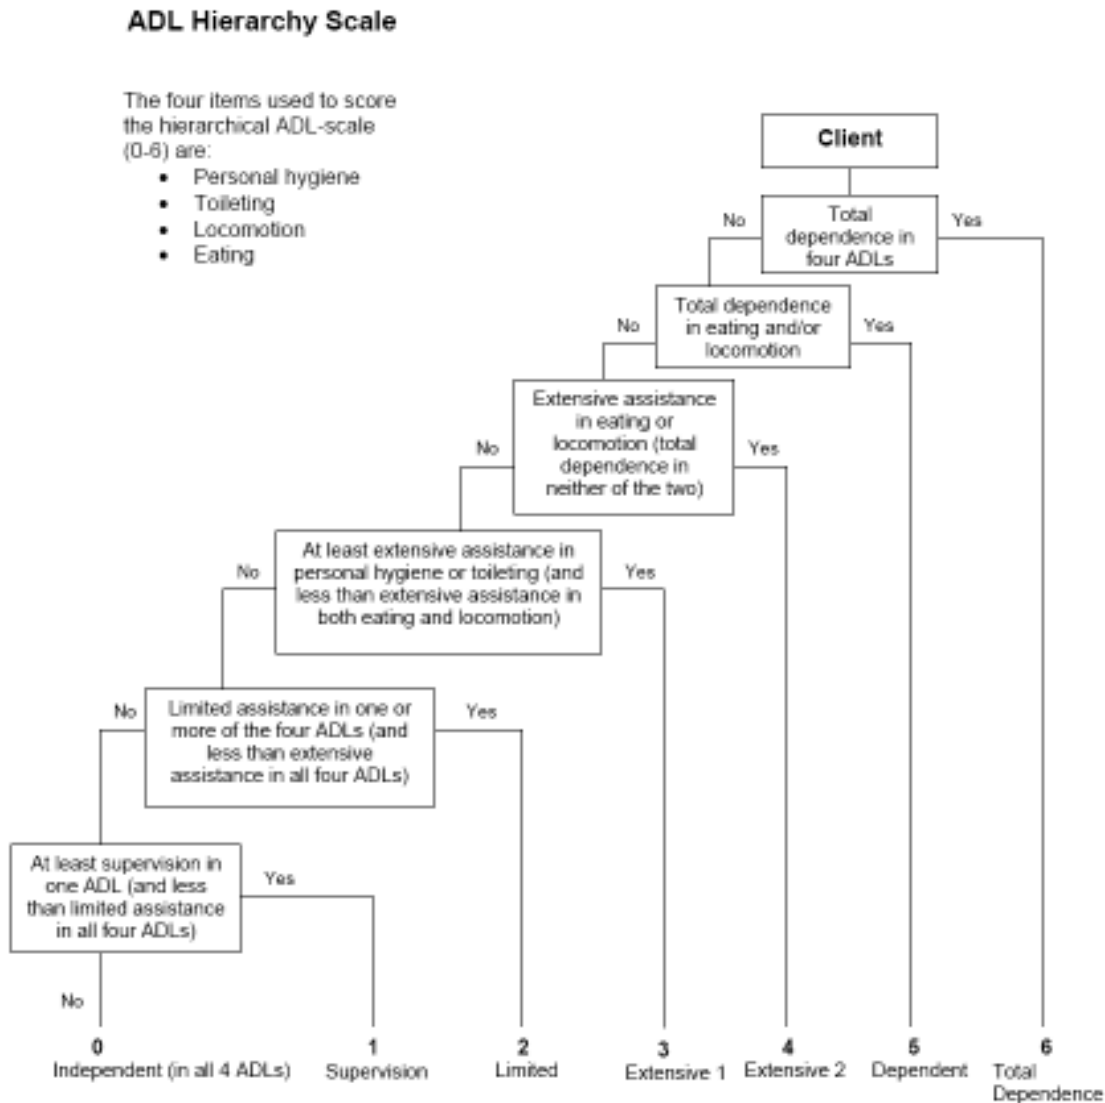 ADL Hierarchy Scale
The four items used to score
the hierarchical ADL-scale
(0-6) are:
• Personal hygiene
• Toileting
• Locomotion
• Eating
Client
No
Total
dependence in
four ADLs
Yes
No
Total dependence
in eating and/or
locomotion
Yes
No
Extensive assistance
in eating or
locomotion (total
dependence in
neither of the two)
Yes
No
At least extensive assistance in
personal hygiene or toileting (and
less than extensive assistance in
both eating and locomotion)
Yes
No
Limited assistance in one or
more of the four ADLs (and
less than extensive
assistance in all four ADLs)
Yes
At least supervision in
one ADL (and less
than limited assistance
in all four ADLs)
Yes
No
0
Independent (in all 4 ADLs)
1
Supervision
2
Limited
3
Extensive 1
4
Extensive 2
5
Dependent
6
Total
Dependence